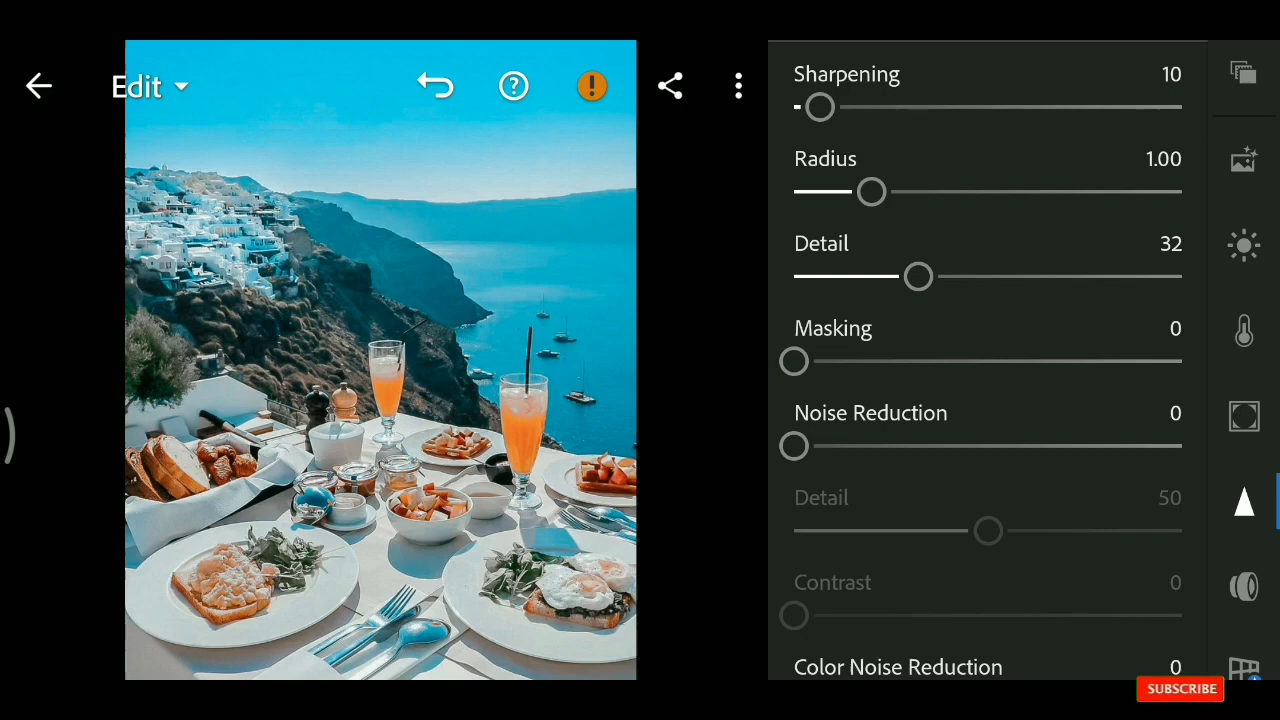 Edit
Sharpening 10
Radius 1.00
Detail 32
Masking 0
Noise Reduction 0
Detail 50
Contrast 0
Color Noise Reduction 0
SUBSCRIBE